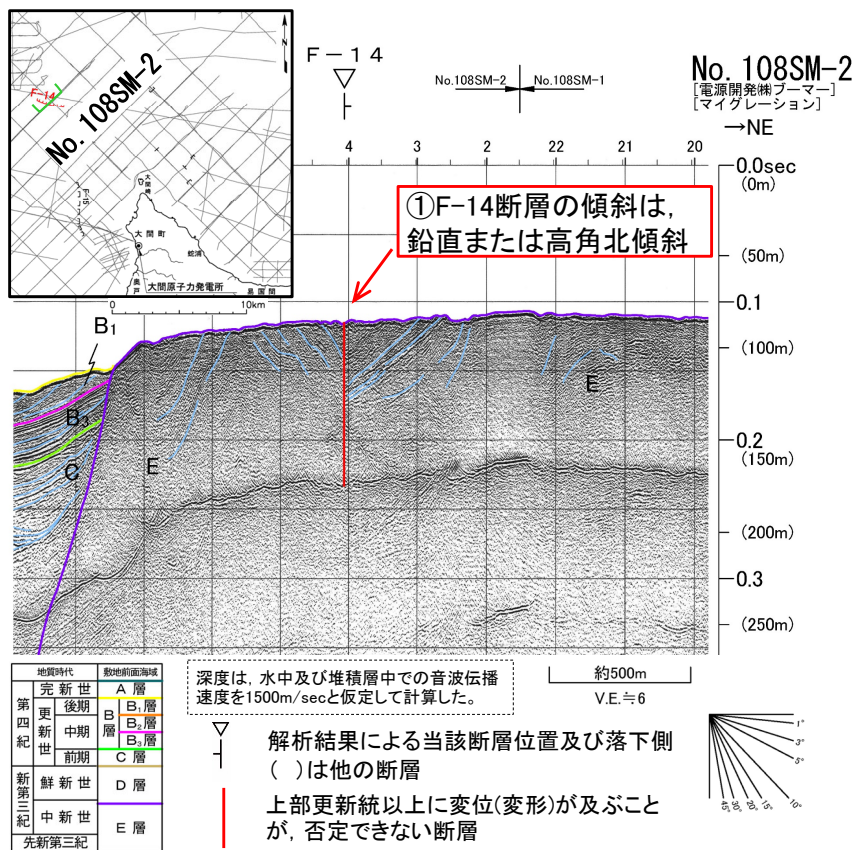 No.108SM-2
[電源開発㈱ブーマー]
[マイグレーション]
→NE
F－14
No.108SM-2
No.108SM-1
N
F-14
No.108SM-2
F-15
大間崎
大間町
蛇浦
奥戸
大間原子力発電所
易国間
0
10km
4
3
2
22
21
20
0.0sec
(0m)
①F-14断層の傾斜は,
鉛直または高角北傾斜
(50m)
0.1
(100m)
B₁
B₃
C
E
E
0.2
(150m)
(200m)
0.3
(250m)
地質時代
敷地前面海域
第四紀
完新世
A層
更新世
後期
中期
前期
B層
B₁層
B₂層
B₃層
C層
新第三紀
鮮新世
D層
中新世
E層
先新第三紀
深度は, 水中及び堆積層中での音波伝播
速度を1500m/secと仮定して計算した。
約500m
V.E.≒6
解析結果による当該断層位置及び落下側
( )は他の断層
上部更新統以上に変位(変形)が及ぶこと
が, 否定できない断層
1°
3°
5°
10°
15°
20°
30°
45°